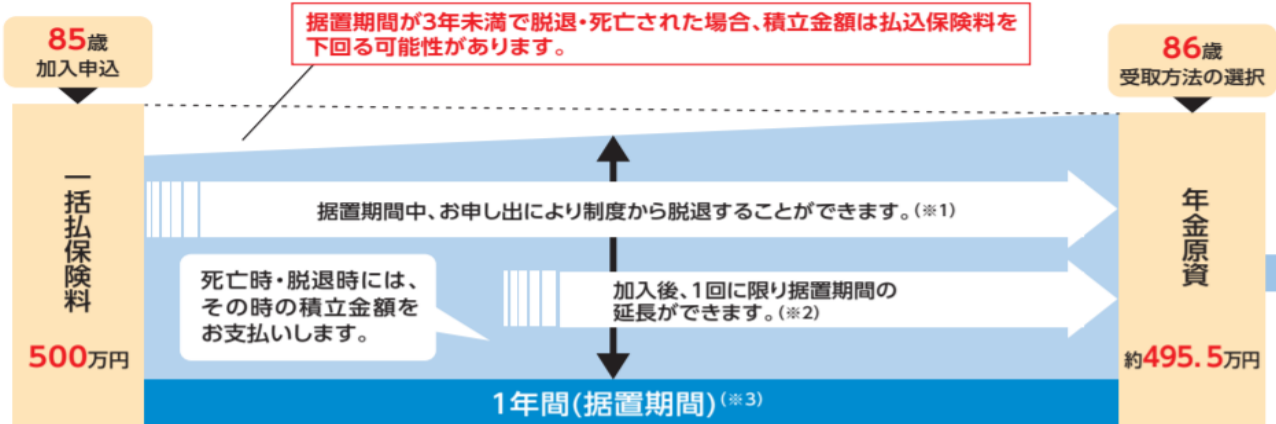 据置期間が3年未満で脱退・死亡された場合、積立金額は払込保険料を
下回る可能性があります。
85歳
加入申込
86歳
受取方法の選択
一括払保険料
500万円
据置期間中、お申し出により制度から脱退することができます。(※1)
死亡時・脱退時には、
その時の積立金額を
お支払いします。
加入後、1回に限り据置期間の
延長ができます。(※2)
年金原資
約495.5万円
1年間(据置期間)(※3)